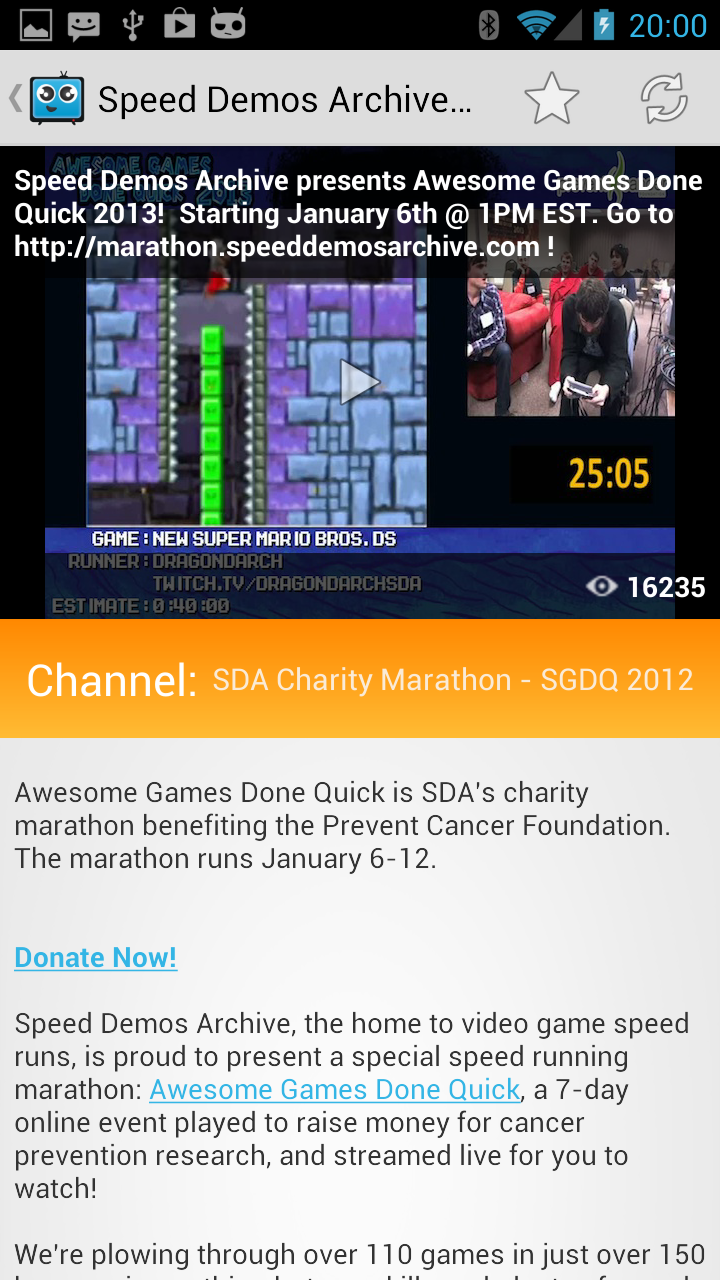 20:00
Speed Demos Archive...
AWESOME GAMES
DONE QUICK 2013
Speed Demos Archive presents Awesome Games Done
Quick 2013!  Starting January 6th @ 1PM EST. Go to
http://marathon.speeddemosarchive.com !
25:05
GAME : NEW SUPER MARIO BROS. DS
RUNNER : DRAGONDARCH
TWITCH.TV/DRAGONDARCHSDA
ESTIMATE : 0:40:00
16235
Channel: SDA Charity Marathon - SGDQ 2012
Awesome Games Done Quick is SDA's charity
marathon benefiting the Prevent Cancer Foundation.
The marathon runs January 6-12.
Donate Now!
Speed Demos Archive, the home to video game speed
runs, is proud to present a special speed running
marathon: Awesome Games Done Quick, a 7-day
online event played to raise money for cancer
prevention research, and streamed live for you to
watch!
We're plowing through over 110 games in just over 150